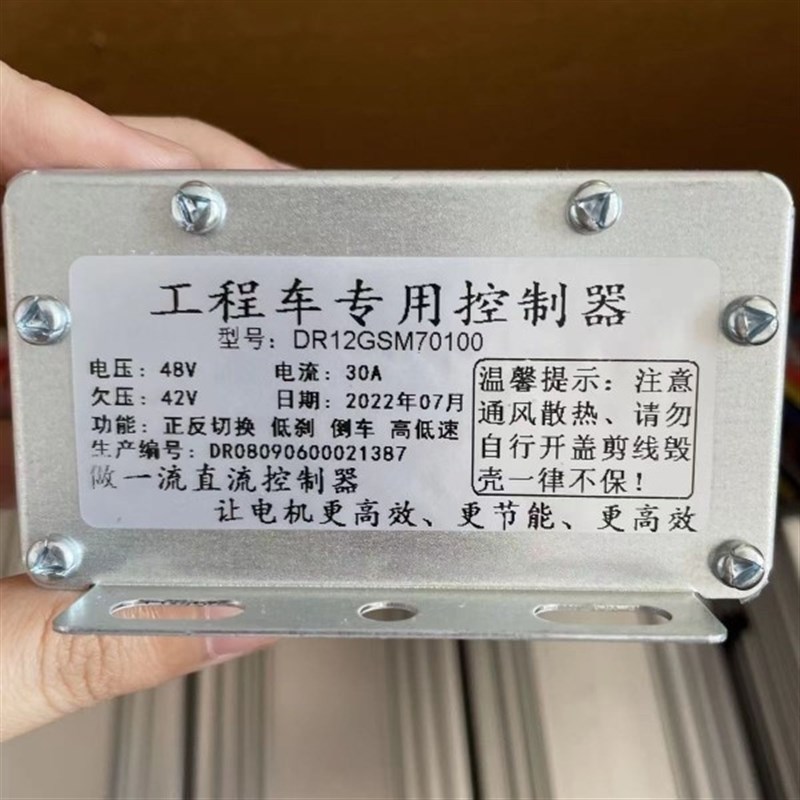 工程车专用控制器
型号：DR12GSM70100
电压：48V 电流：30A
欠压：42V 日期：2022年07月
功能：正反切换 低刹 倒车 高低速
生产编号：DR08090600021387
温馨提示：注意
通风散热、请勿
自行开盖剪线毁
壳一律不保！
做一流直流控制器
让电机更高效、更节能、更高效